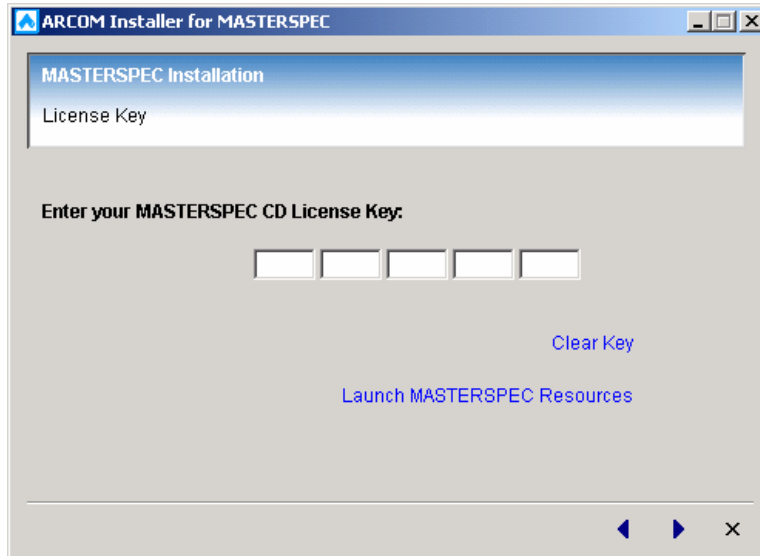 ARCOM Installer for MASTERSPEC
MASTERSPEC Installation
License Key
Enter your MASTERSPEC CD License Key:
Clear Key
Launch MASTERSPEC Resources